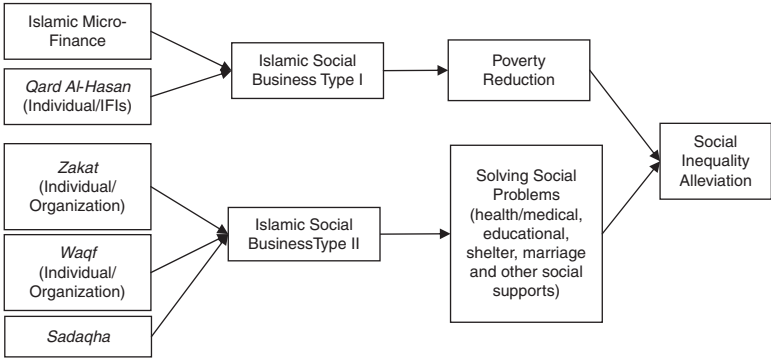 Islamic Micro-
Finance
Qard Al-Hasan
(Individual/IFIs)
Islamic Social
Business Type I
Poverty
Reduction
Zakat
(Individual/
Organization)
Waqf
(Individual/
Organization)
Sadaqha
Islamic Social
BusinessType II
Solving Social
Problems
(health/medical,
educational,
shelter, marriage
and other social
supports)
Social
Inequality
Alleviation